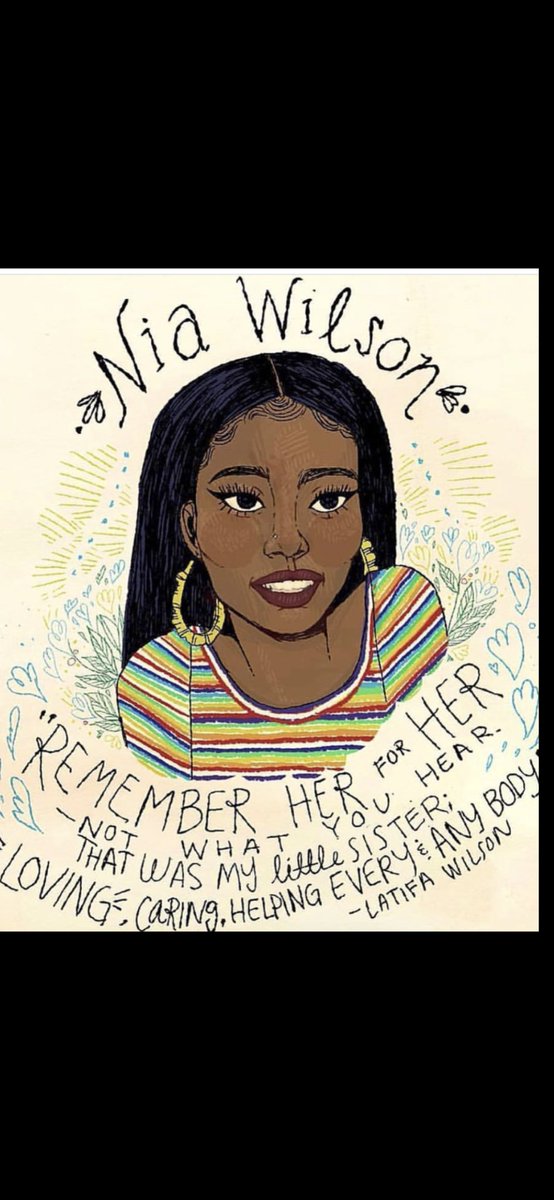 Nia Wilson
"REMEMBER HER FOR HER
-NOT WHAT YOU HEAR.
THAT WAS MY little SISTER;
LOVING, CARING, HELPING EVERY & ANY BODY
-LATIFA WILSON